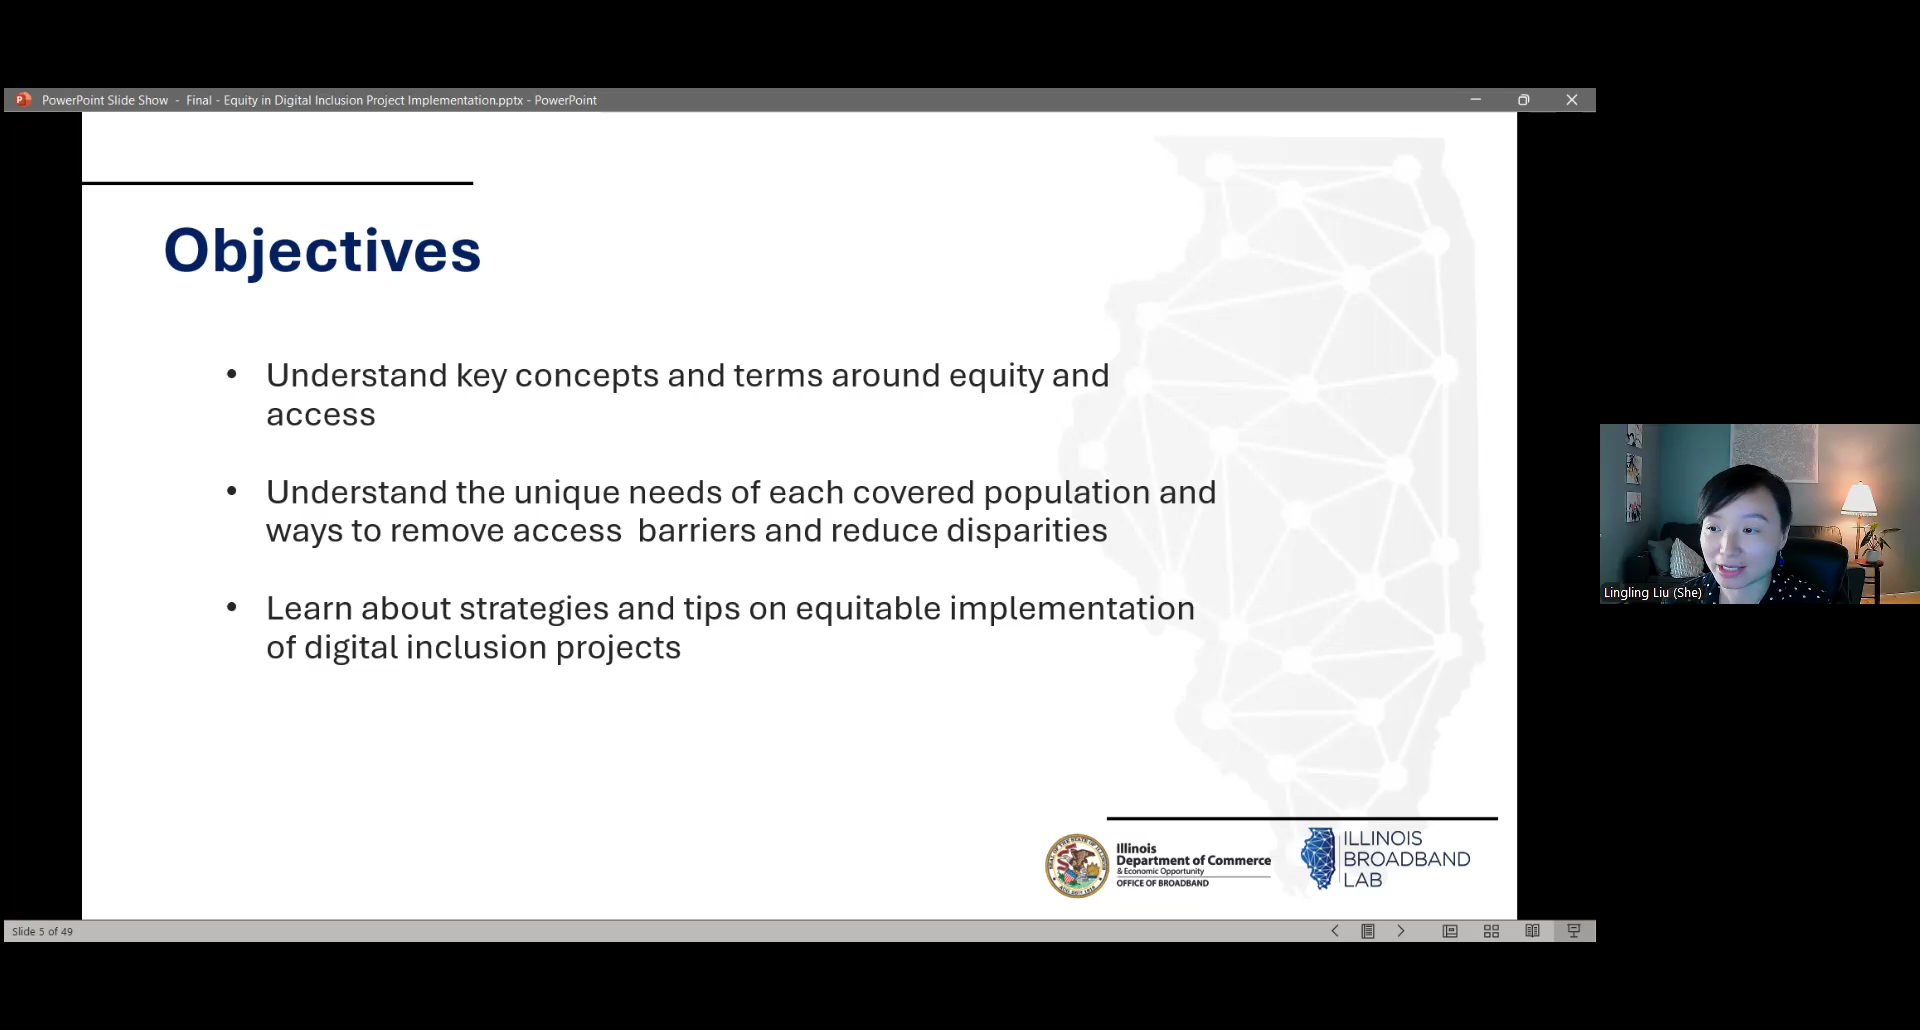 PowerPoint Slide Show - Final - Equity in Digital Inclusion Project Implementation.pptx - PowerPoint
Objectives
• Understand key concepts and terms around equity and
access
• Understand the unique needs of each covered population and
ways to remove access  barriers and reduce disparities
• Learn about strategies and tips on equitable implementation
of digital inclusion projects
Lingling Liu (She)
Illinois
Department of Commerce
& Economic Opportunity
OFFICE OF BROADBAND
ILLINOIS
BROADBAND
LAB
Slide 5 of 49